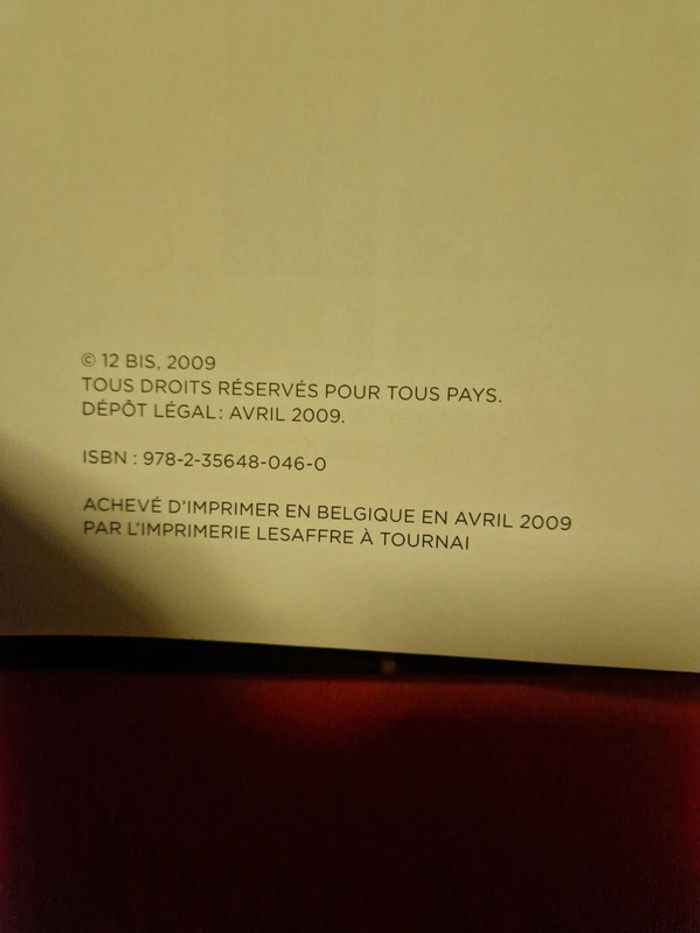 © 12 BIS, 2009
TOUS DROITS RÉSERVÉS POUR TOUS PAYS.
DÉPÔT LÉGAL: AVRIL 2009.
ISBN : 978-2-35648-046-0
ACHEVÉ D'IMPRIMER EN BELGIQUE EN AVRIL 2009
PAR L'IMPRIMERIE LESAFFRE À TOURNAI